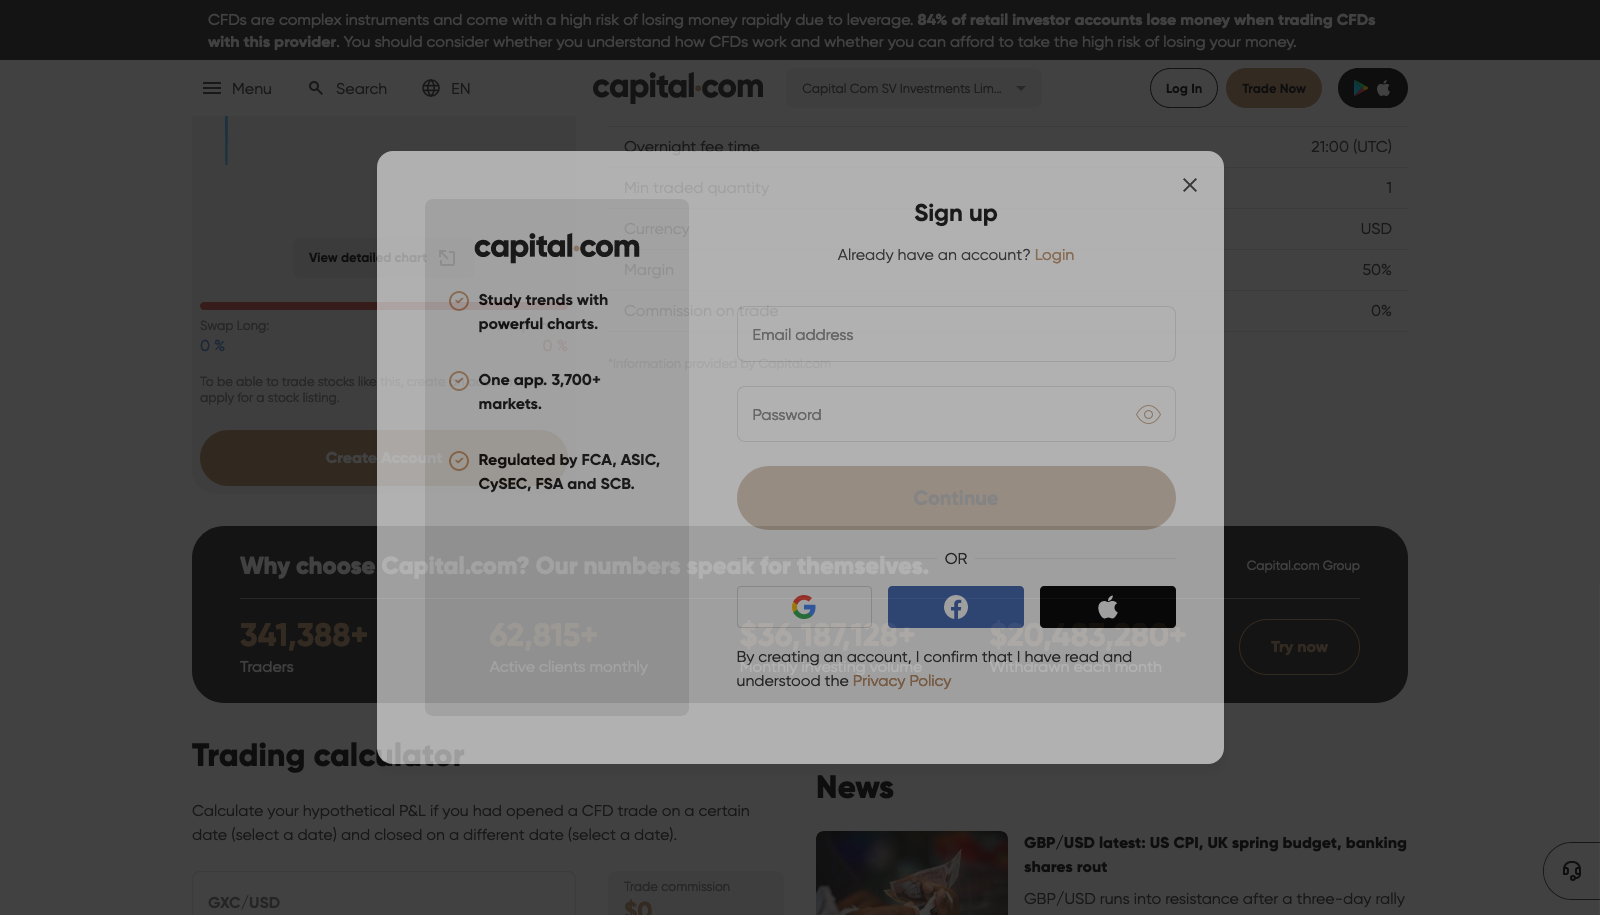 CFDs are complex instruments and come with a high risk of losing money rapidly due to leverage. 84% of retail investor accounts lose money when trading CFDs
with this provider. You should consider whether you understand how CFDs work and whether you can afford to take the high risk of losing your money.
Menu
Search
EN
capital.com
Capital Com SV Investments Lim...
Log In
Trade Now
Overnight fee time
21:00 (UTC)
Min traded quantity
1
Currency
USD
Margin
50%
Commission on trade
0%
*Information provided by Capital.com
View detailed chart
Swap Long:
0 %
0 %
To be able to trade stocks like this, create
apply for a stock listing.
Create Account
Sign up
Already have an account? Login
capital.com
Study trends with
powerful charts.
One app. 3,700+
markets.
Regulated by FCA, ASIC,
CySEC, FSA and SCB.
Email address
Password
Continue
OR
By creating an account, I confirm that I have read and
understood the Privacy Policy
Why choose Capital.com? Our numbers speak for themselves.
Capital.com Group
341,388+
Traders
62,815+
Active clients monthly
$36,187,128+
Monthly investing volume
$20,483,280+
Withdrawn each month
Try now
Trading calculator
Calculate your hypothetical P&L if you had opened a CFD trade on a certain
date (select a date) and closed on a different date (select a date).
GXC/USD
Trade commission
$0
News
GBP/USD latest: US CPI, UK spring budget, banking
shares rout
GBP/USD runs into resistance after a three-day rally